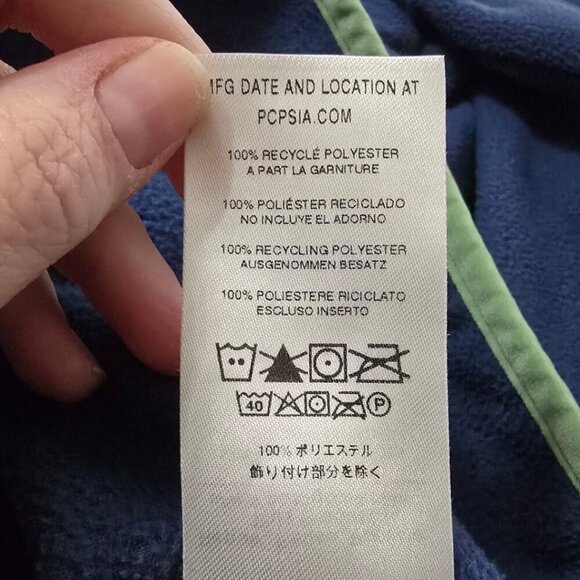 MFG DATE AND LOCATION AT
PCPSIA.COM
100% RECYCLÉ POLYESTER
A PART LA GARNITURE
100% POLIÉSTER RECICLADO
NO INCLUYE EL ADORNO
100% RECYCLING POLYESTER
AUSGENOMMEN BESATZ
100% POLIESTERE RICICLATO
ESCLUSO INSERTO
40 P
100% ポリエステル
飾り付け部分を除く